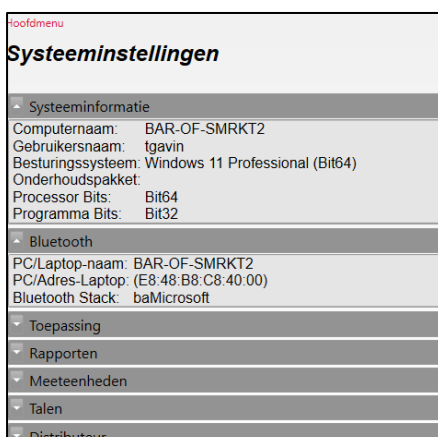 Hoofdmenu
Systeeminstellingen
Systeeminformatie
Computernaam: BAR-OF-SMRKT2
Gebruikersnaam: tgavin
Besturingssysteem: Windows 11 Professional (Bit64)
Onderhoudspakket:
Processor Bits: Bit64
Programma Bits: Bit32
Bluetooth
PC/Laptop-naam: BAR-OF-SMRKT2
PC/Adres-Laptop: (E8:48:B8:C8:40:00)
Bluetooth Stack: baMicrosoft
Toepassing
Rapporten
Meeteenheden
Talen
Distributeur